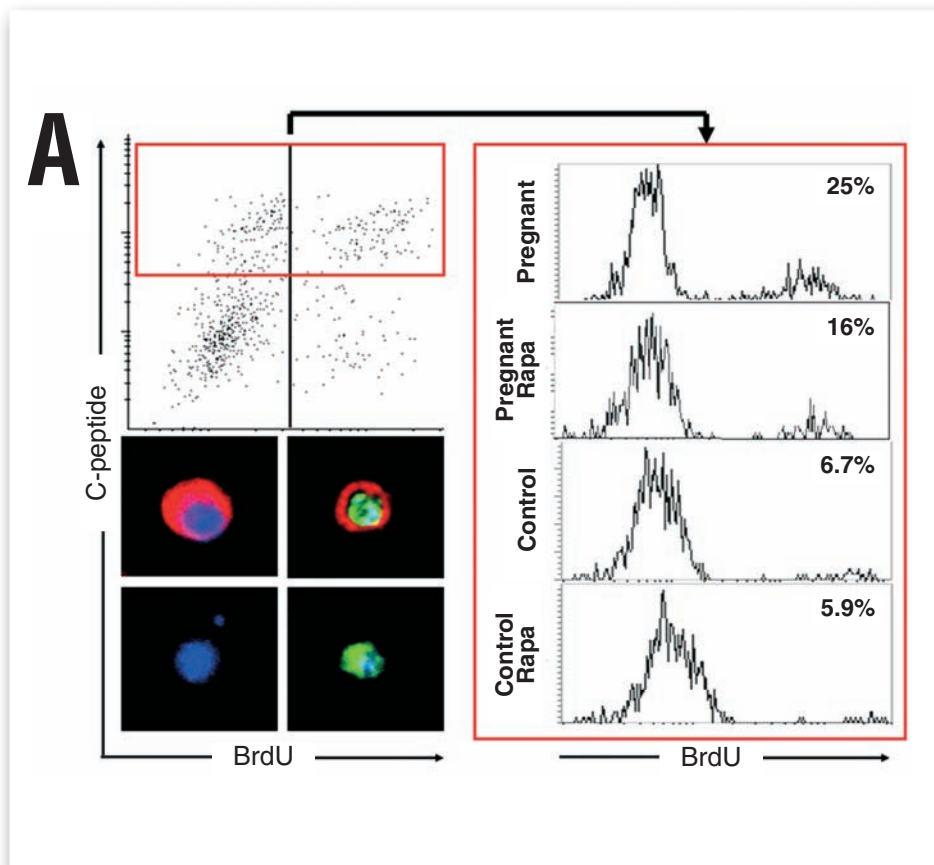 A
C-peptide
BrdU
Pregnant
25%
Pregnant
Rapa
16%
Control
6.7%
Control
Rapa
5.9%
BrdU